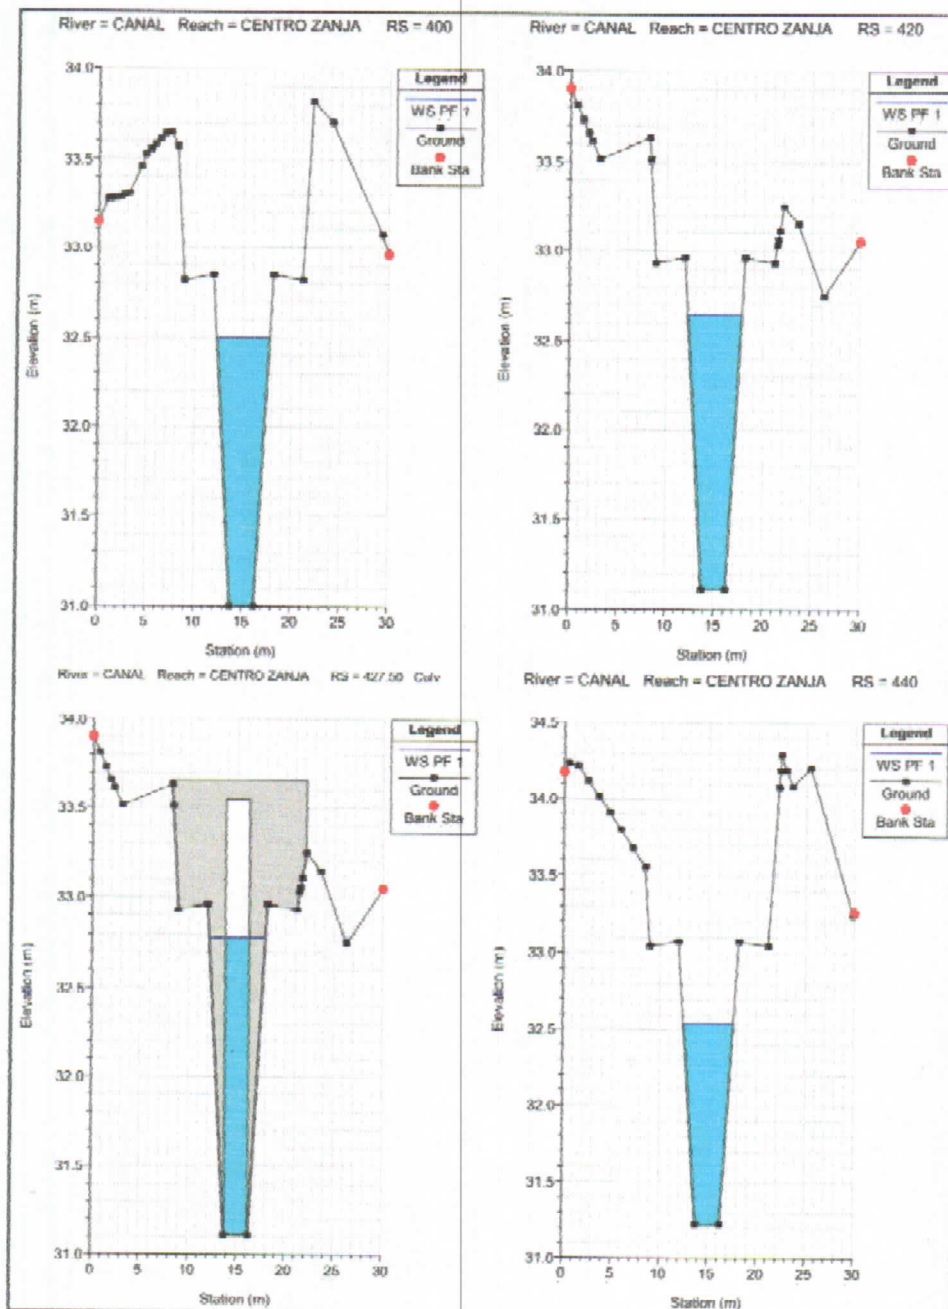 River = CANAL Reach = CENTRO ZANJA RS = 400
34.0
33.5
33.0
32.5
32.0
31.5
31.0
0 5 10 15 20 25 30
Elevation (m)
Station (m)
Legend
WS PF 1
Ground
Bank Sta
River = CANAL Reach = CENTRO ZANJA RS = 420
34.0
33.5
33.0
32.5
32.0
31.5
31.0
0 5 10 15 20 25 30
Elevation (m)
Station (m)
Legend
WS PF 1
Ground
Bank Sta
River = CANAL Reach = CENTRO ZANJA RS = 427.50 Culv
34.0
33.5
33.0
32.5
32.0
31.5
31.0
0 5 10 15 20 25 30
Elevation (m)
Station (m)
Legend
WS PF 1
Ground
Bank Sta
River = CANAL Reach = CENTRO ZANJA RS = 440
34.5
34.0
33.5
33.0
32.5
32.0
31.5
31.0
0 5 10 15 20 25 30
Elevation (m)
Station (m)
Legend
WS PF 1
Ground
Bank Sta